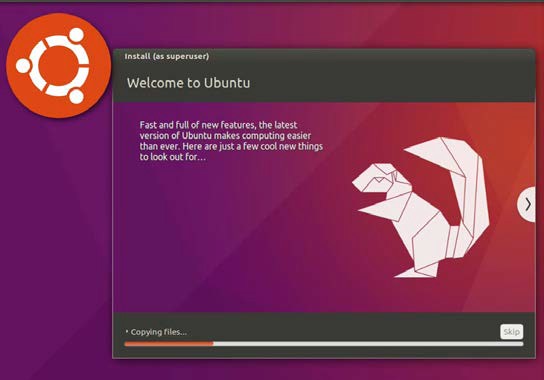 Install (as superuser)
Welcome to Ubuntu
Fast and full of new features, the latest
version of Ubuntu makes computing easier
than ever. Here are just a few cool new things
to look out for...
Copying files...
Skip